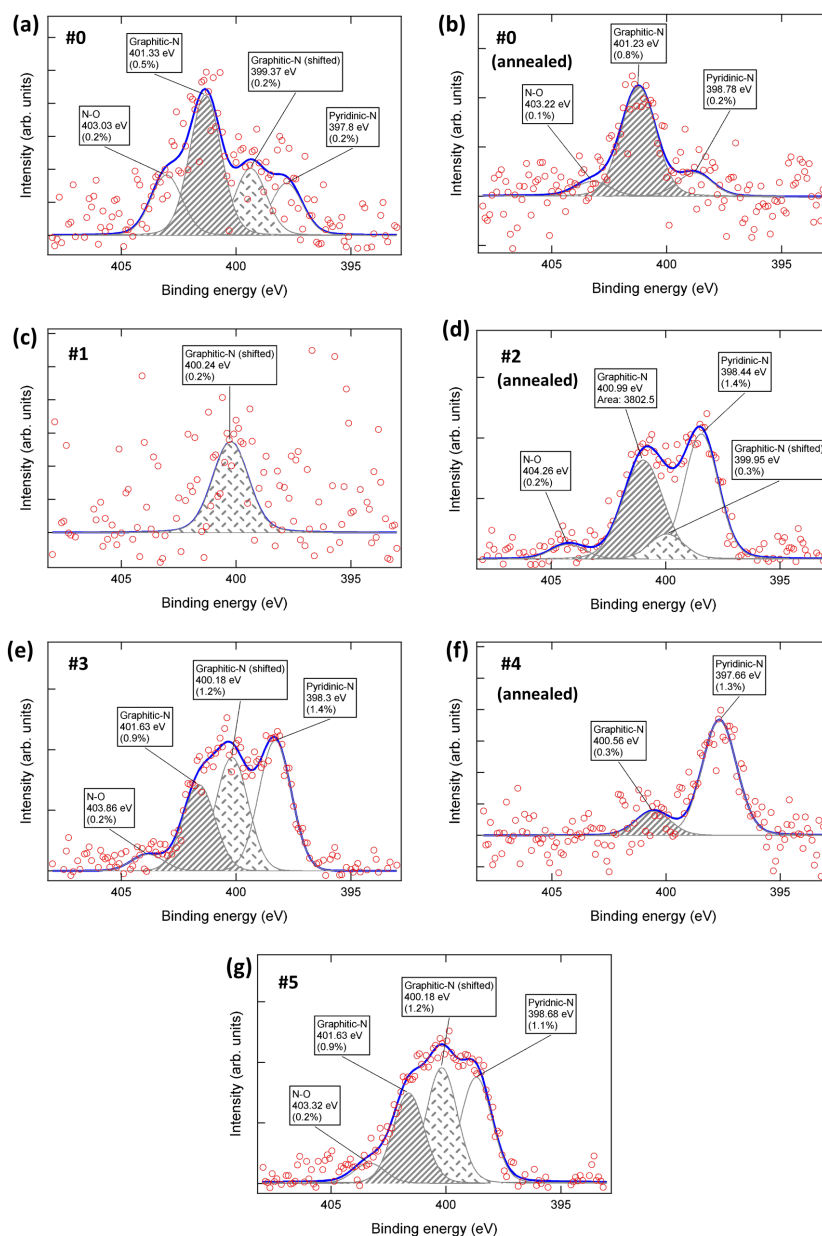 (a)
#0
Graphitic-N
401.33 eV
(0.5%)
Graphitic-N (shifted)
399.37 eV
(0.2%)
N-O
403.03 eV
(0.2%)
Pyridinic-N
397.8 eV
(0.2%)
Intensity (arb. units)
405
400
395
Binding energy (eV)
(b)
#0
(annealed)
Graphitic-N
401.23 eV
(0.8%)
N-O
403.22 eV
(0.1%)
Pyridinic-N
398.78 eV
(0.2%)
Intensity (arb. units)
405
400
395
Binding energy (eV)
(c)
#1
Graphitic-N (shifted)
400.24 eV
(0.2%)
Intensity (arb. units)
405
400
395
Binding energy (eV)
(d)
#2
(annealed)
Graphitic-N
400.99 eV
Area: 3802.5
Pyridinic-N
398.44 eV
(1.4%)
N-O
404.26 eV
(0.2%)
Graphitic-N (shifted)
399.95 eV
(0.3%)
Intensity (arb. units)
405
400
395
Binding energy (eV)
(e)
#3
Graphitic-N (shifted)
400.18 eV
(1.2%)
Pyridinic-N
398.3 eV
(1.4%)
Graphitic-N
401.63 eV
(0.9%)
N-O
403.86 eV
(0.2%)
Intensity (arb. units)
405
400
395
Binding energy (eV)
(f)
#4
(annealed)
Pyridinic-N
397.66 eV
(1.3%)
Graphitic-N
400.56 eV
(0.3%)
Intensity (arb. units)
405
400
395
Binding energy (eV)
(g)
#5
Graphitic-N (shifted)
400.18 eV
(1.2%)
Graphitic-N
401.63 eV
(0.9%)
Pyridnic-N
398.68 eV
(1.1%)
N-O
403.32 eV
(0.2%)
Intensity (arb. units)
405
400
395
Binding energy (eV)